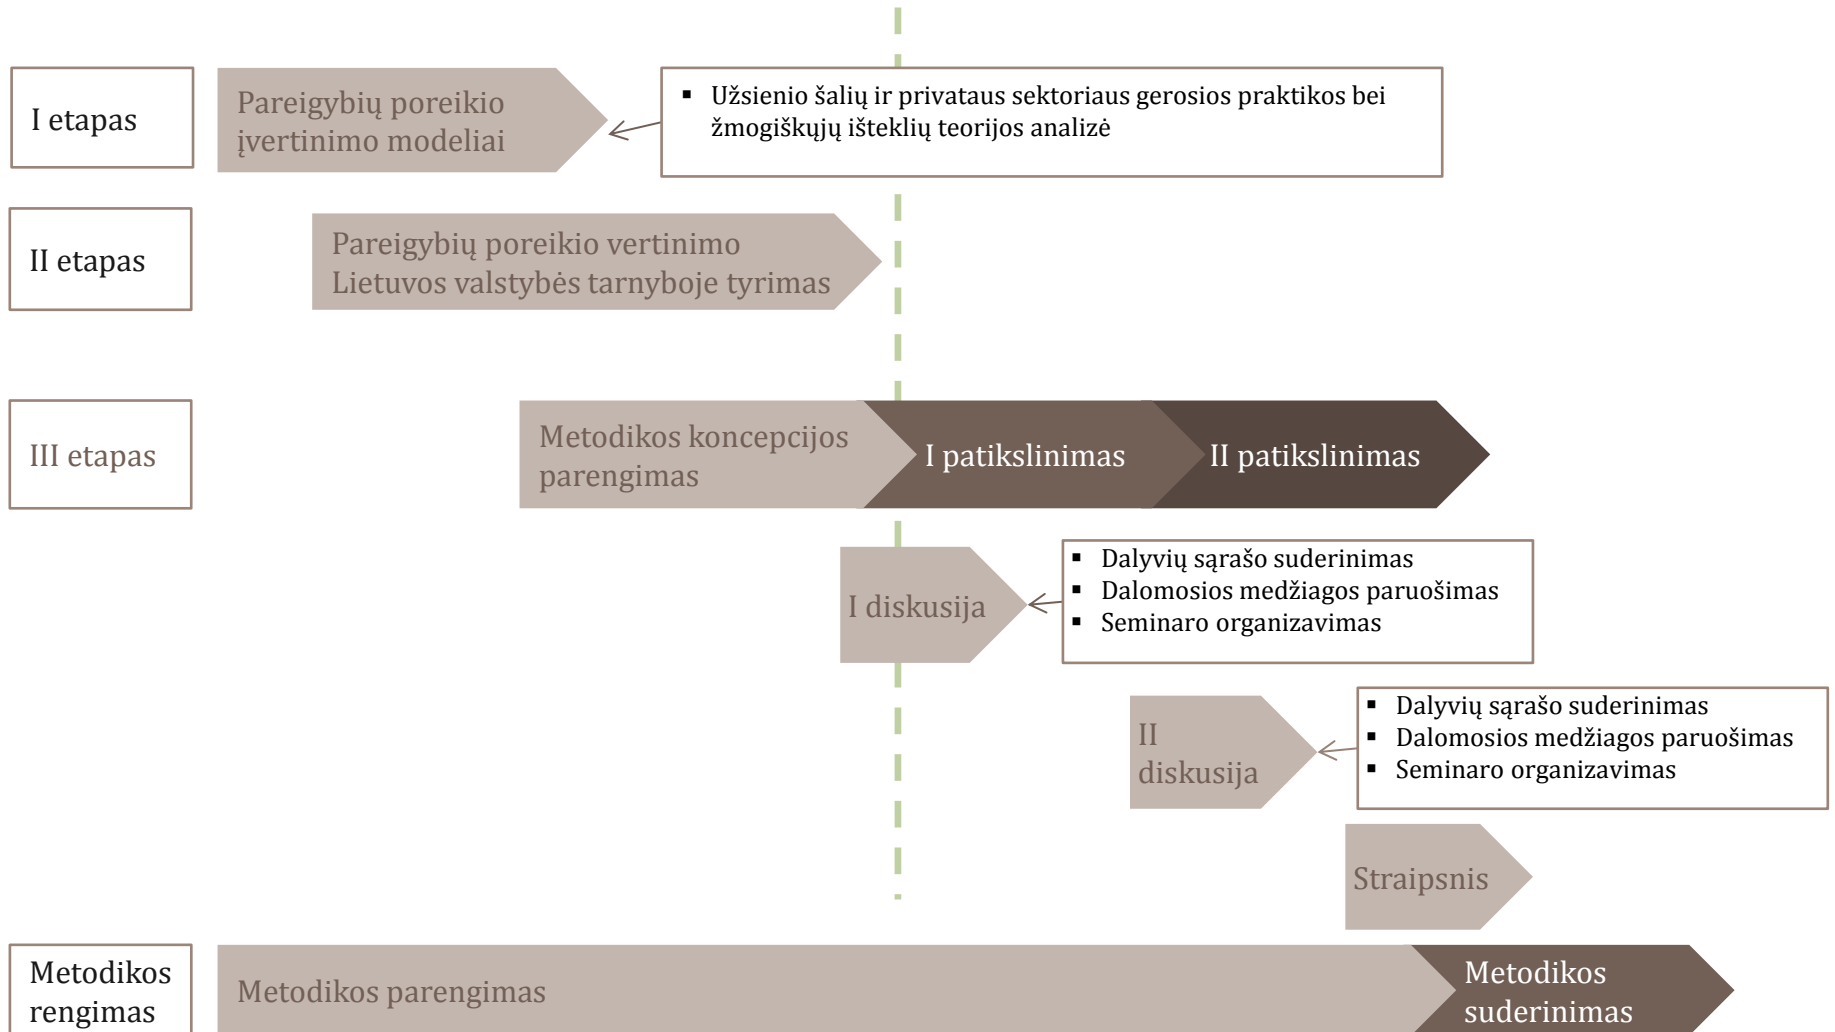 I etapas
Pareigybių poreikio
įvertinimo modeliai
▪ Užsienio šalių ir privataus sektoriaus gerosios praktikos bei
žmogiškųjų išteklių teorijos analizė
II etapas
Pareigybių poreikio vertinimo
Lietuvos valstybės tarnyboje tyrimas
III etapas
Metodikos koncepcijos
parengimas
I patikslinimas
II patikslinimas
I diskusija
▪ Dalyvių sąrašo suderinimas
▪ Dalomosios medžiagos paruošimas
▪ Seminaro organizavimas
II
diskusija
▪ Dalyvių sąrašo suderinimas
▪ Dalomosios medžiagos paruošimas
▪ Seminaro organizavimas
Straipsnis
Metodikos
rengimas
Metodikos parengimas
Metodikos
suderinimas